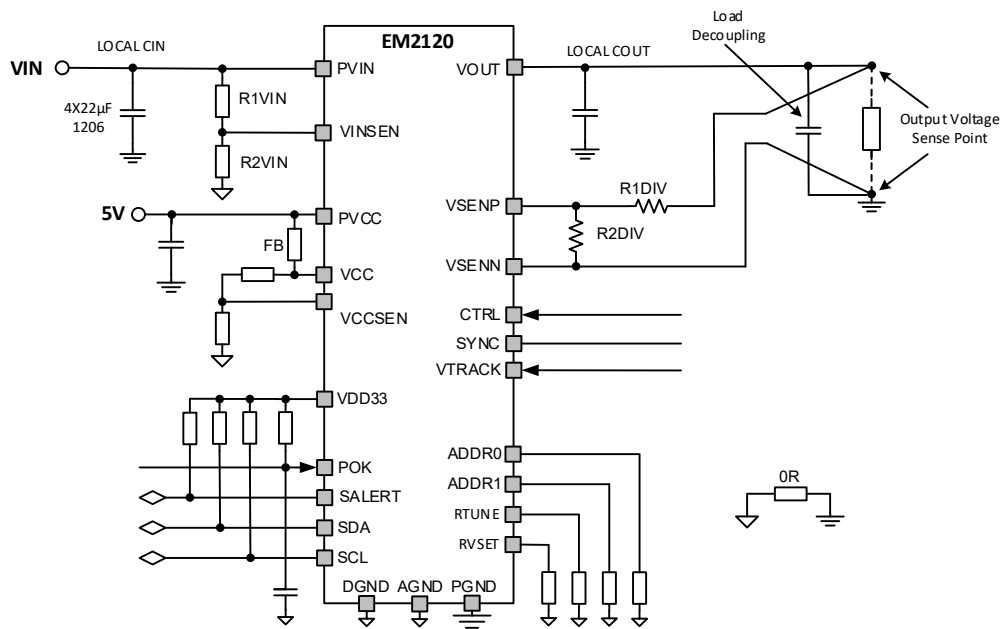 EM2120
Load
Decoupling
LOCAL CIN
LOCAL COUT
VIN
PVIN
VOUT
R1VIN
4X22µF
1206
VINSEN
R2VIN
Output Voltage
Sense Point
R1DIV
VSENP
5V
PVCC
R2DIV
FB
VCC
VSENN
VCCSEN
CTRL
SYNC
VTRACK
VDD33
POK
ADDR0
SALERT
ADDR1
0R
SDA
RTUNE
SCL
RVSET
DGND
AGND
PGND